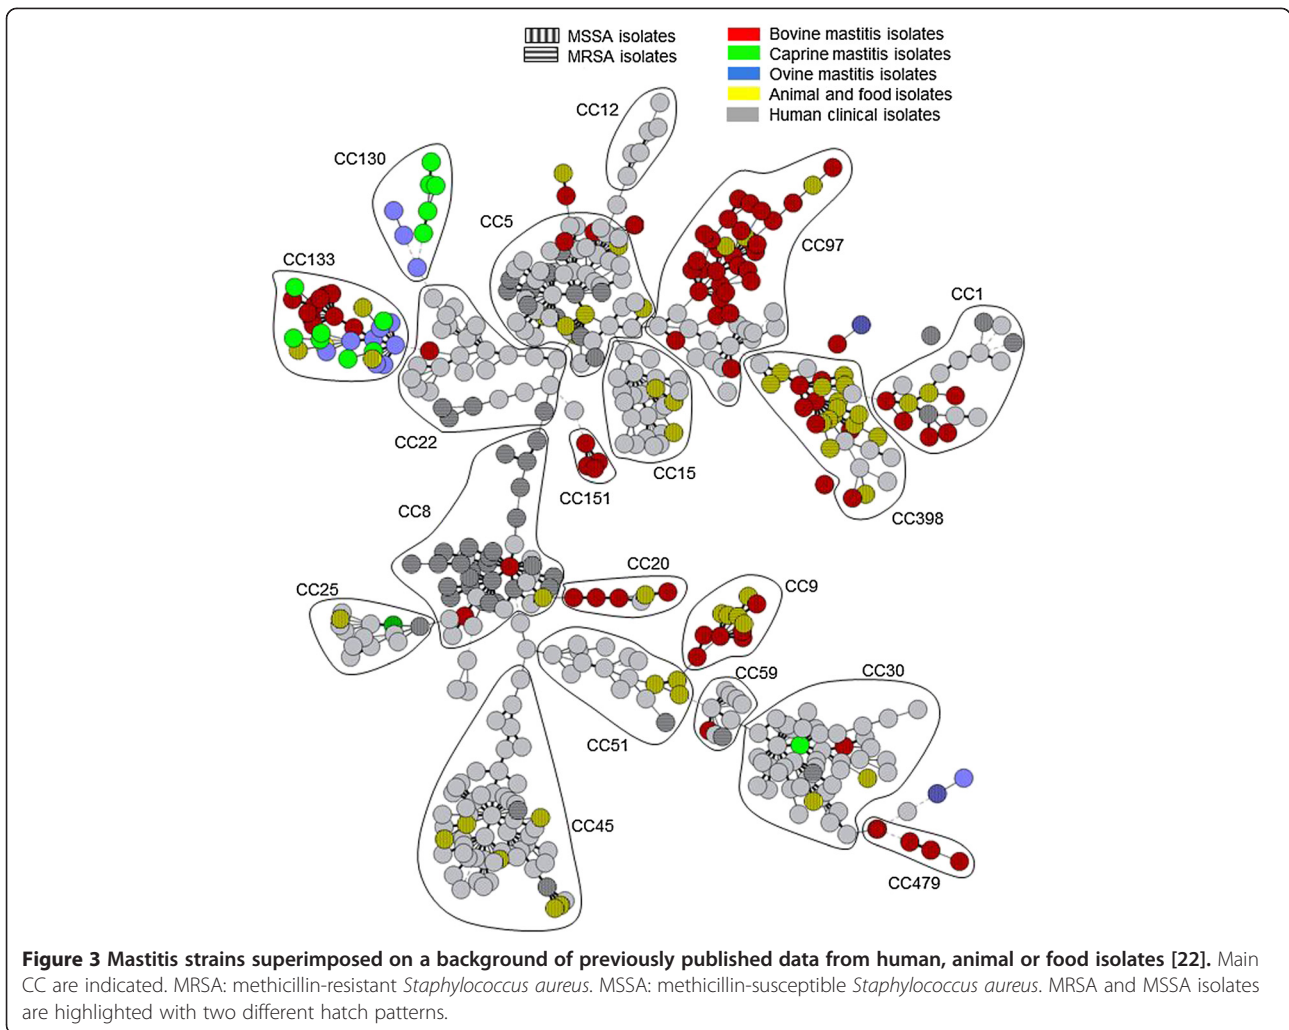 MSSA isolates
MRSA isolates
Bovine mastitis isolates
Caprine mastitis isolates
Ovine mastitis isolates
Animal and food isolates
Human clinical isolates
CC12
CC130
CC5
CC97
CC133
CC1
CC22
CC15
CC151
CC398
CC8
CC20
CC9
CC25
CC59
CC30
CC51
CC45
CC479
Figure 3 Mastitis strains superimposed on a background of previously published data from human, animal or food isolates [22]. Main
CC are indicated. MRSA: methicillin-resistant Staphylococcus aureus. MSSA: methicillin-susceptible Staphylococcus aureus. MRSA and MSSA isolates
are highlighted with two different hatch patterns.